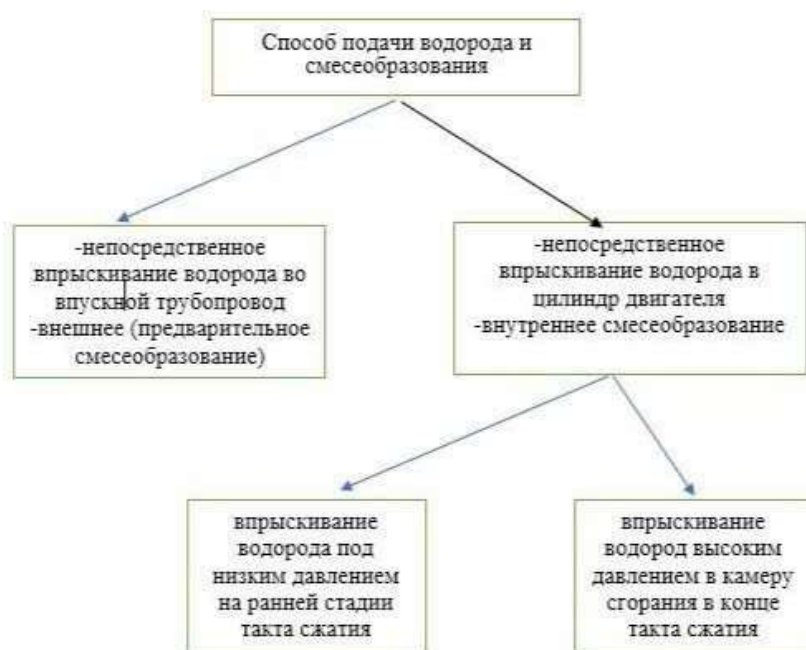 Способ подачи водорода и
смесеобразования
-непосредственное
впрыскивание водорода во
впускной трубопровод
-внешнее (предварительное
смесеобразование)
-непосредственное
впрыскивание водорода в
цилиндр двигателя
-внутреннее смесеобразование
впрыскивание
водорода под
низким давлением
на ранней стадии
такта сжатия
впрыскивание
водород высоким
давлением в камеру
сгорания в конце
такта сжатия